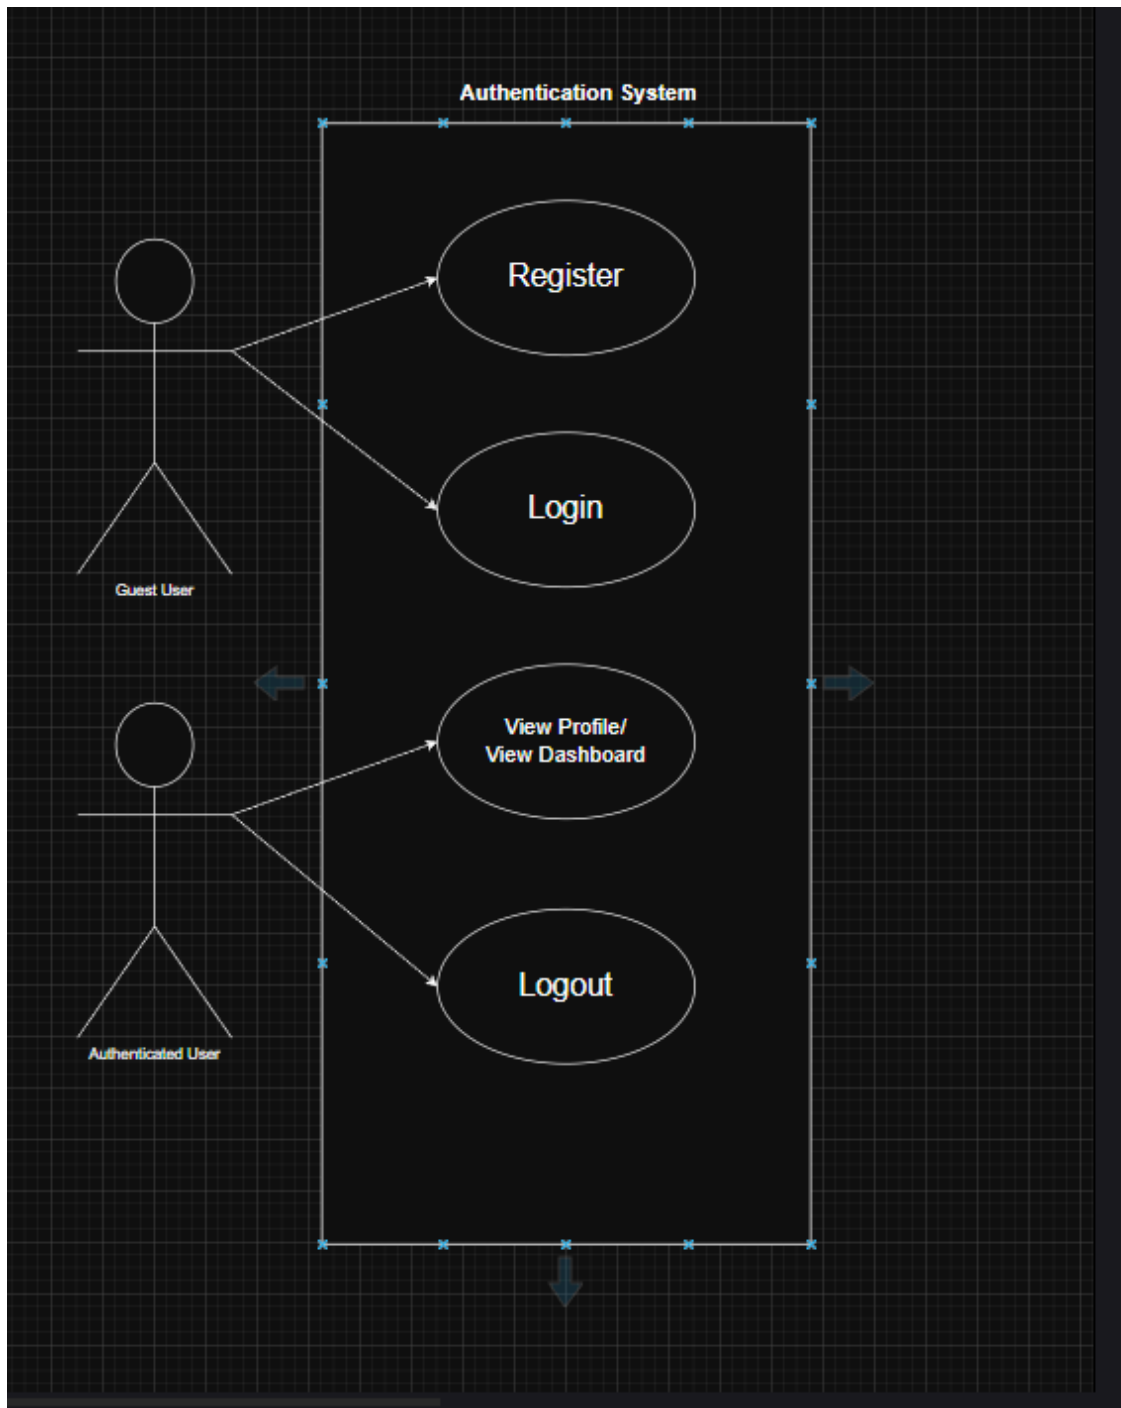 Authentication System
Register
Login
Guest User
View Profile/
View Dashboard
Logout
Authenticated User